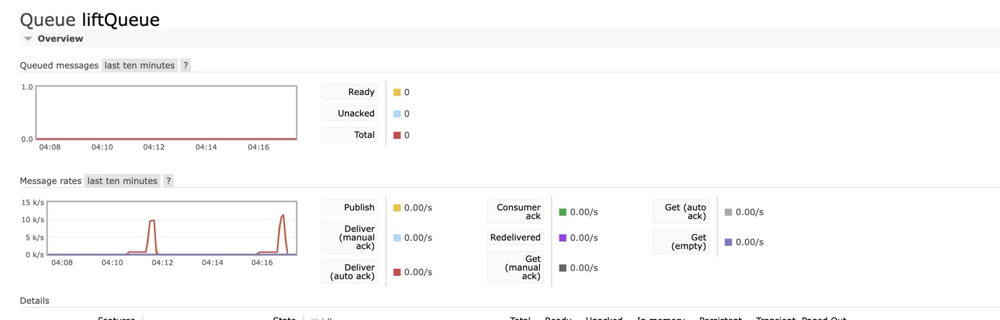 Queue liftQueue
Overview
Queued messages last ten minutes ?
1.0
0.0
04:08 04:10 04:12 04:14 04:16
Ready 0
Unacked 0
Total 0
Message rates last ten minutes ?
15 k/s
10 k/s
5 k/s
0 k/s
04:08 04:10 04:12 04:14 04:16
Publish 0.00/s
Deliver
(manual
ack) 0.00/s
Deliver
(auto ack) 0.00/s
Consumer
ack 0.00/s
Redelivered 0.00/s
Get
(manual
ack) 0.00/s
Get (auto
ack) 0.00/s
Get
(empty) 0.00/s
Details
Features State idle Total Ready Unacked In memory Persistent Transient Paged Out